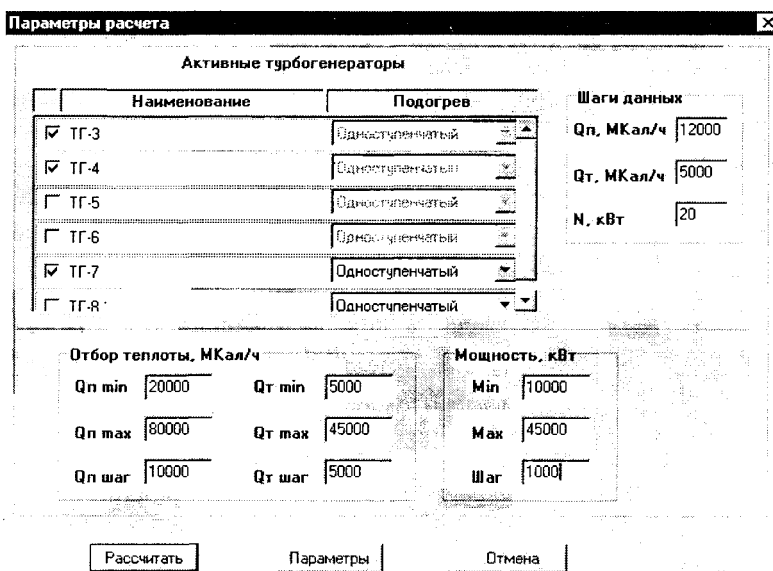 Параметры расчета
Активные турбогенераторы
Наименование Подогрев
ТГ-3 Одноступенчатый
ТГ-4 Одноступенчатый
ТГ-5 Одноступенчатый
ТГ-6 Одноступенчатый
ТГ-7 Одноступенчатый
ТГ-8 Одноступенчатый
Шаги данных
Qп, МКал/ч 12000
Qт, МКал/ч 5000
N, кВт 20
Отбор теплоты, МКал/ч
Qп min 20000 Qт min 5000
Qп max 80000 Qт max 45000
Qп шаг 10000 Qт шаг 5000
Мощность, кВт
Min 10000
Max 45000
Шаг 1000
Рассчитать Параметры Отмена